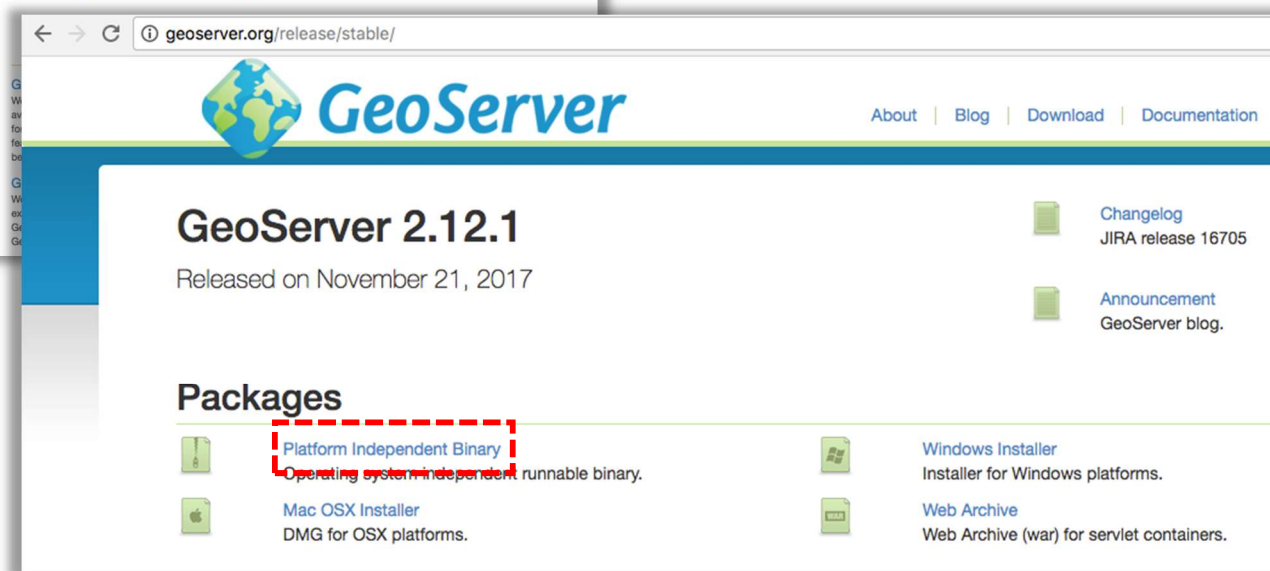 geoserver.org/release/stable/
GeoServer
About | Blog | Download | Documentation
GeoServer 2.12.1
Released on November 21, 2017
Changelog
JIRA release 16705
Announcement
GeoServer blog.
Packages
Platform Independent Binary
Operating system independent runnable binary.
Mac OSX Installer
DMG for OSX platforms.
Windows Installer
Installer for Windows platforms.
WAR
Web Archive
Web Archive (war) for servlet containers.